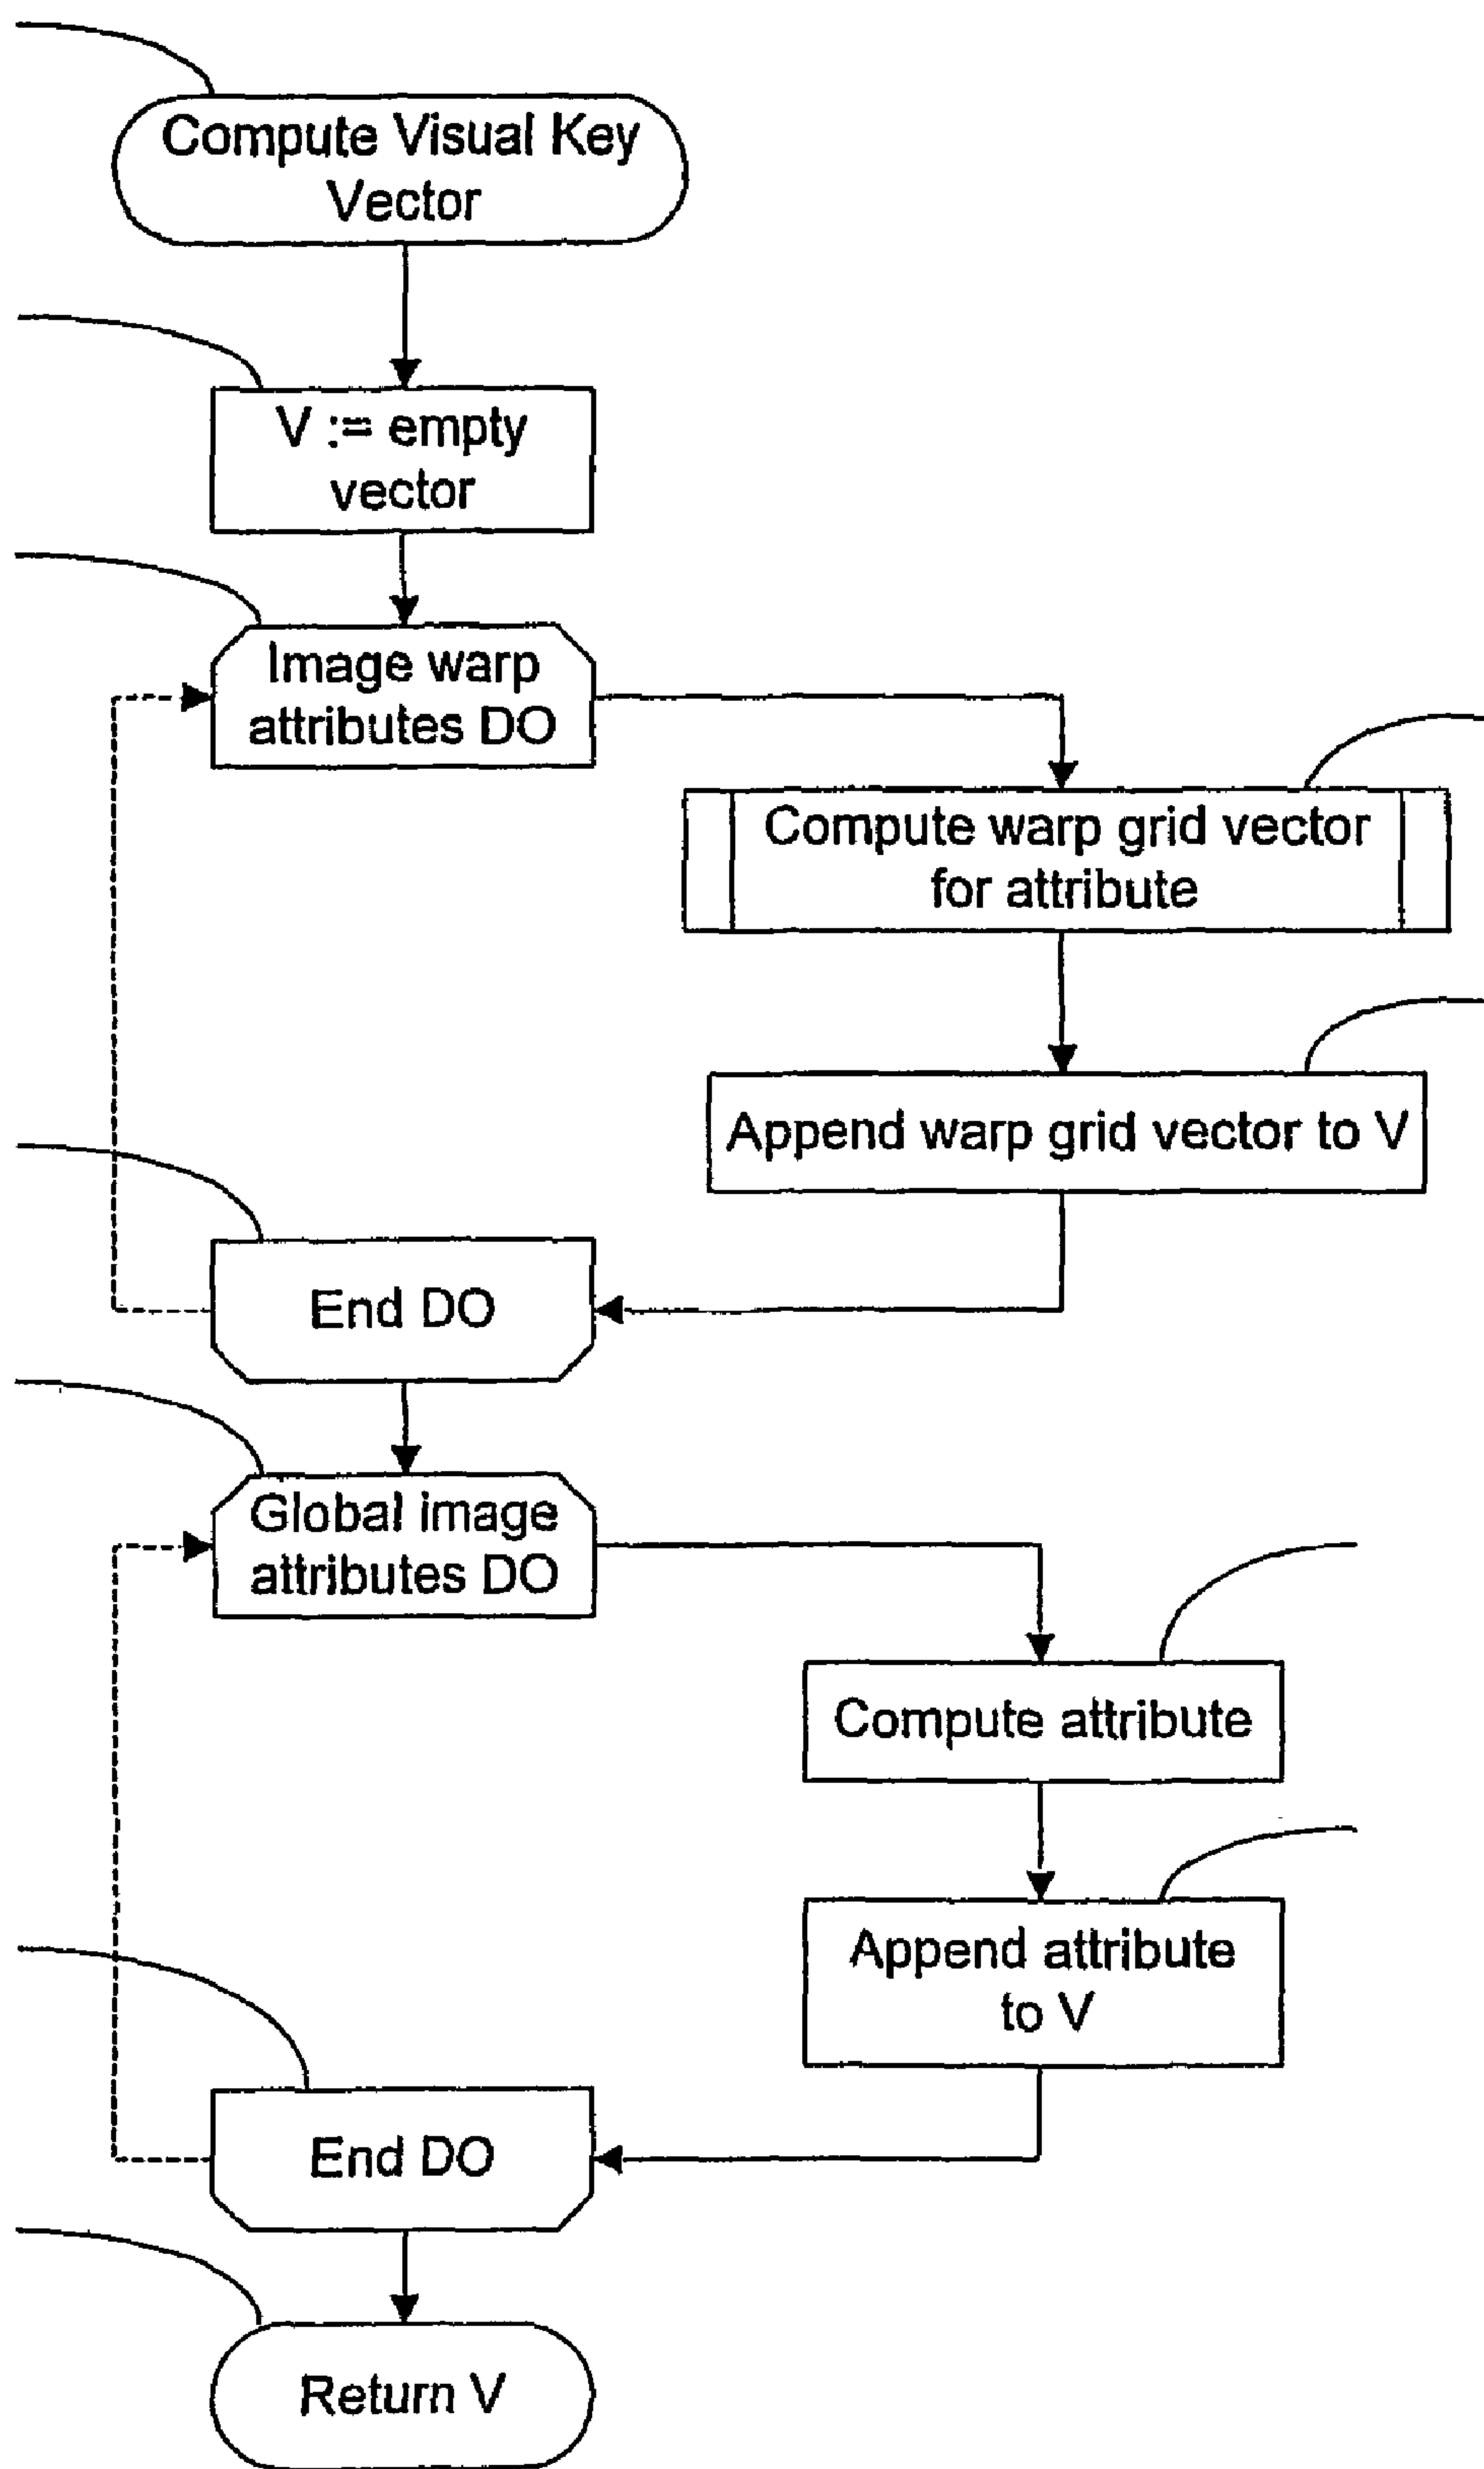 Compute Visual Key
Vector
V := empty
vector
Image warp
attributes DO
Compute warp grid vector
for attribute
Append warp grid vector to V
End DO
Global image
attributes DO
Compute attribute
Append attribute
to V
End DO
Return V